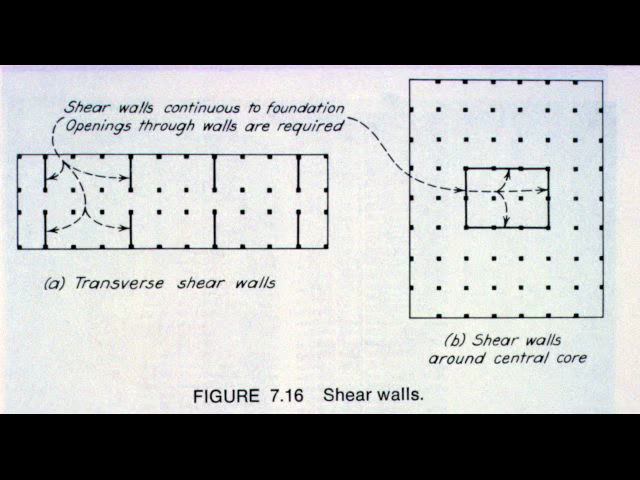 Shear walls continuous to foundation
Openings through walls are required
(a) Transverse shear walls
(b) Shear walls
around central core
FIGURE 7.16 Shear walls.